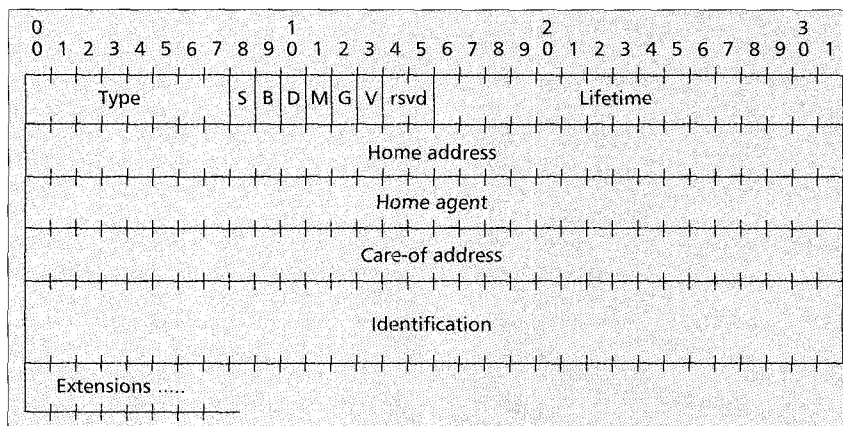 0 1 2 3
0 1 2 3 4 5 6 7 8 9 0 1 2 3 4 5 6 7 8 9 0 1 2 3 4 5 6 7 8 9 0 1
Type S B D M G V rsvd Lifetime
Home address
Home agent
Care-of address
Identification
Extensions .....